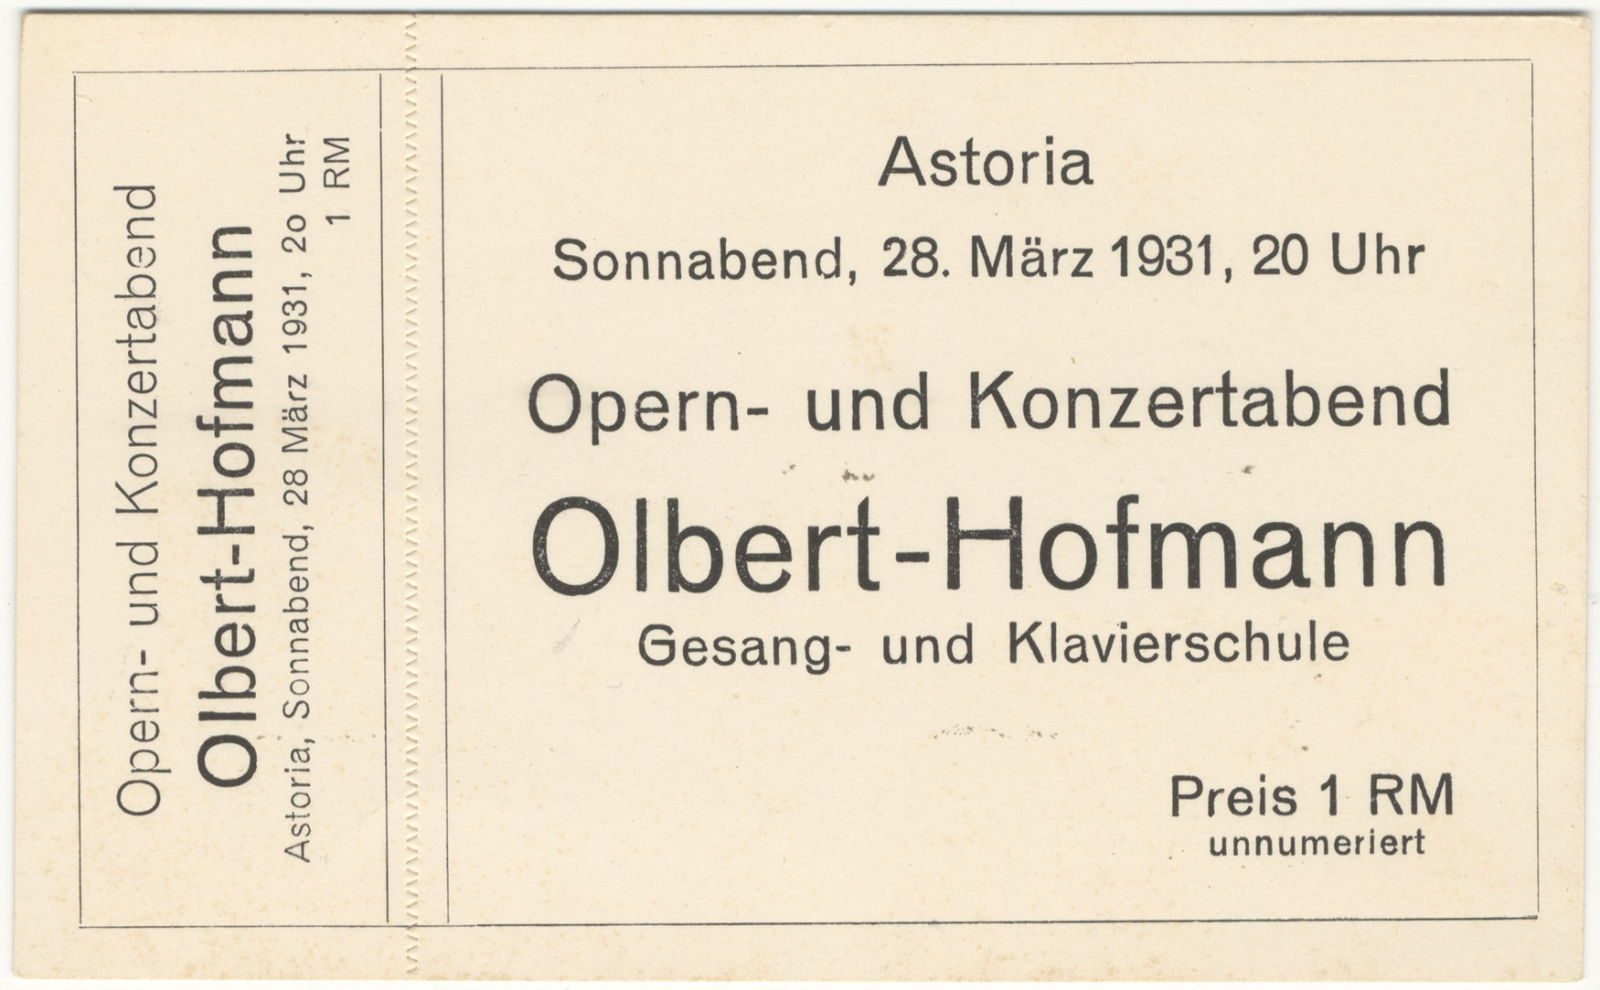 Opern- und Konzertabend
Olbert-Hofmann
Astoria, Sonnabend, 28 März 1931, 2o Uhr
1 RM
Astoria
Sonnabend, 28. März 1931, 20 Uhr
Opern- und Konzertabend
Olbert-Hofmann
Gesang- und Klavierschule
Preis 1 RM
unnumeriert